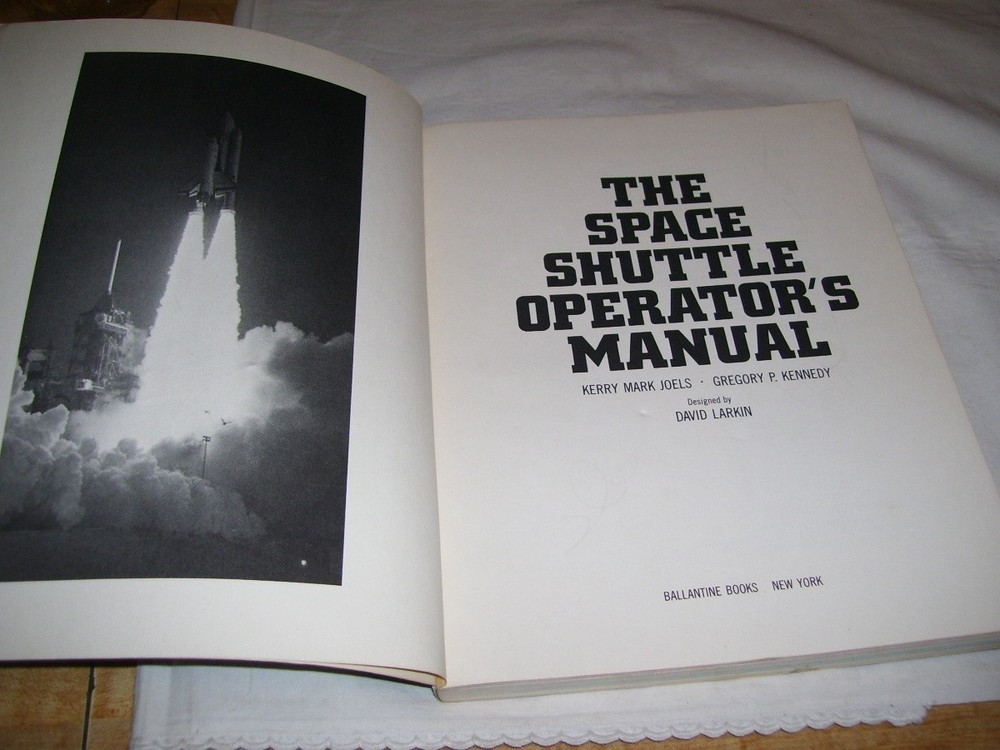 THE
SPACE
SHUTTLE
OPERATOR'S
MANUAL
KERRY MARK JOELS · GREGORY P. KENNEDY
Designed by
DAVID LARKIN
BALLANTINE BOOKS NEW YORK